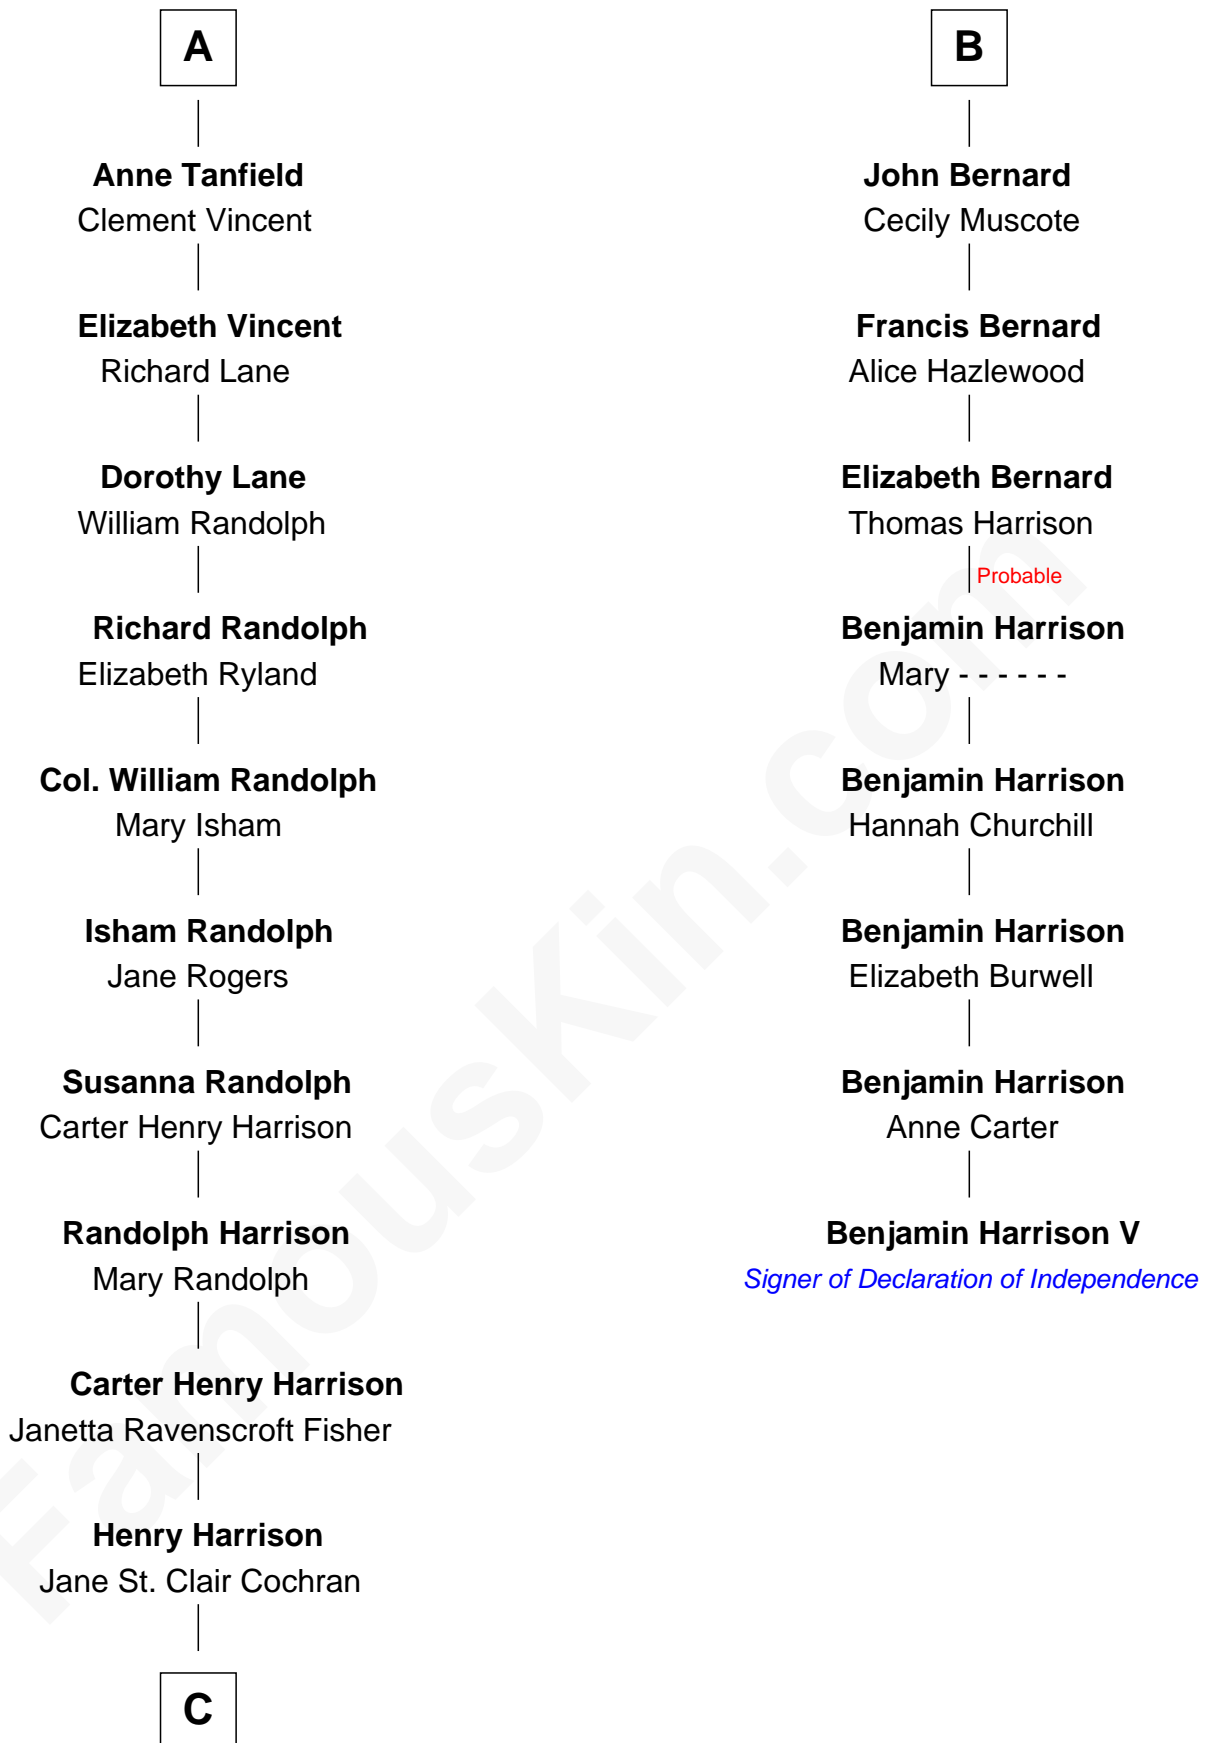 A
Anne Tanfield
Clement Vincent
Elizabeth Vincent
Richard Lane
Dorothy Lane
William Randolph
Richard Randolph
Elizabeth Ryland
Col. William Randolph
Mary Isham
Isham Randolph
Jane Rogers
Susanna Randolph
Carter Henry Harrison
Randolph Harrison
Mary Randolph
Carter Henry Harrison
Janetta Ravenscroft Fisher
Henry Harrison
Jane St. Clair Cochran
C
B
John Bernard
Cecily Muscote
Francis Bernard
Alice Hazlewood
Elizabeth Bernard
Thomas Harrison
Probable
Benjamin Harrison
Mary - - - - - -
Benjamin Harrison
Hannah Churchill
Benjamin Harrison
Elizabeth Burwell
Benjamin Harrison
Anne Carter
Benjamin Harrison V
Signer of Declaration of Independence
FamousKin.com